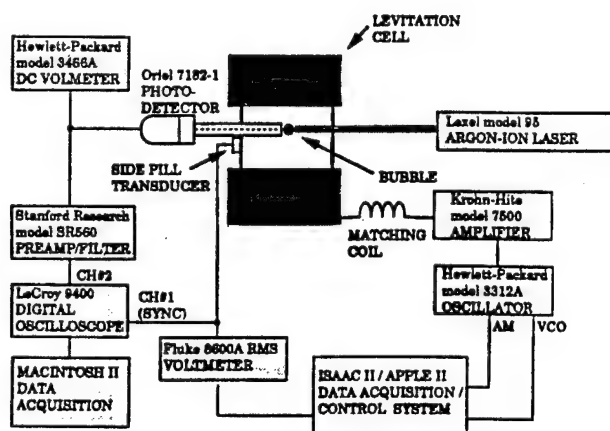 LEVITATION
CELL
Hewlett-Packard
model 3456A
DC VOLMETER
Oriel 7182-1
PHOTO-
DETECTOR
Lexel model 95
ARGON-ION LASER
SIDE PILL
TRANSDUCER
BUBBLE
Krohn-Hite
model 7500
AMPLIFIER
MATCHING
COIL
Stanford Research
model SR560
PREAMP/FILTER
CH#2
Hewlett-Packard
model 3312A
OSCILLATOR
LeCroy 9400
DIGITAL
OSCILLOSCOPE
CH#1
(SYNC)
AM
VCO
Fluke 8600A RMS
VOLTMETER
MACINTOSH II
DATA
ACQUISITION
ISAAC II / APPLE II
DATA ACQUISITION /
CONTROL SYSTEM